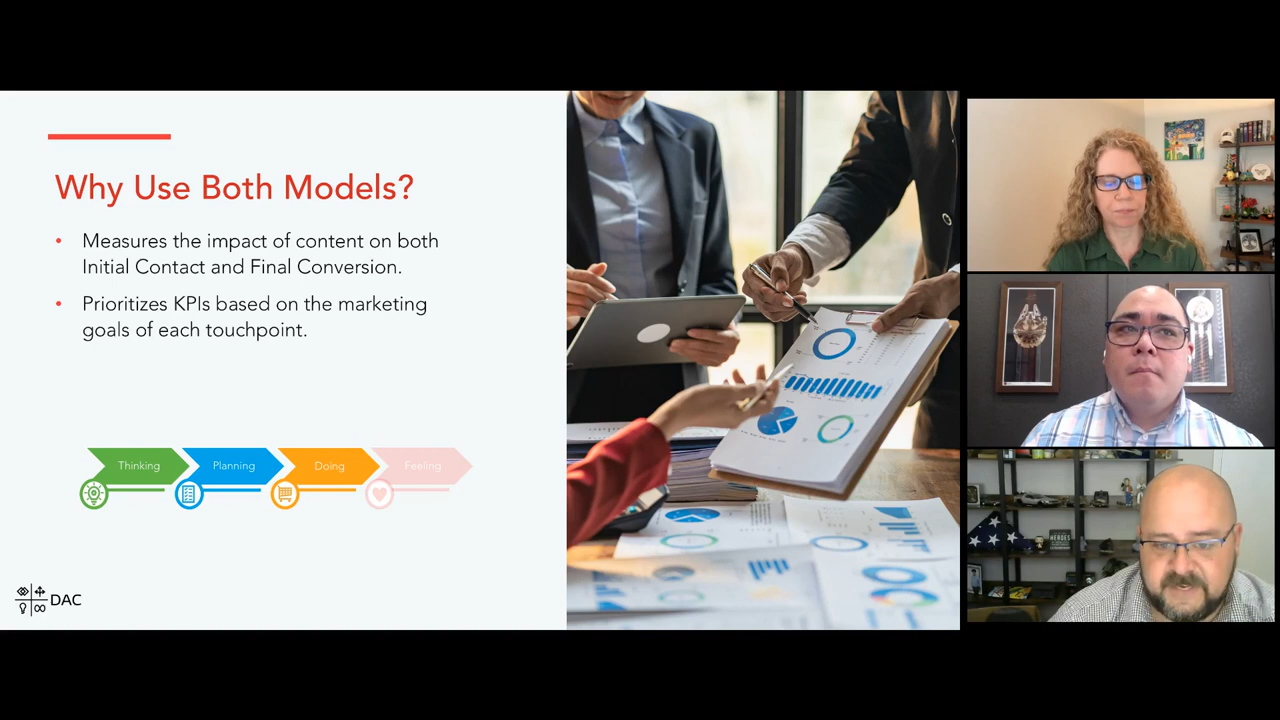 Why Use Both Models?
• Measures the impact of content on both
Initial Contact and Final Conversion.
• Prioritizes KPIs based on the marketing
goals of each touchpoint.
Thinking
Planning
Doing
Feeling
DAC
HEROES